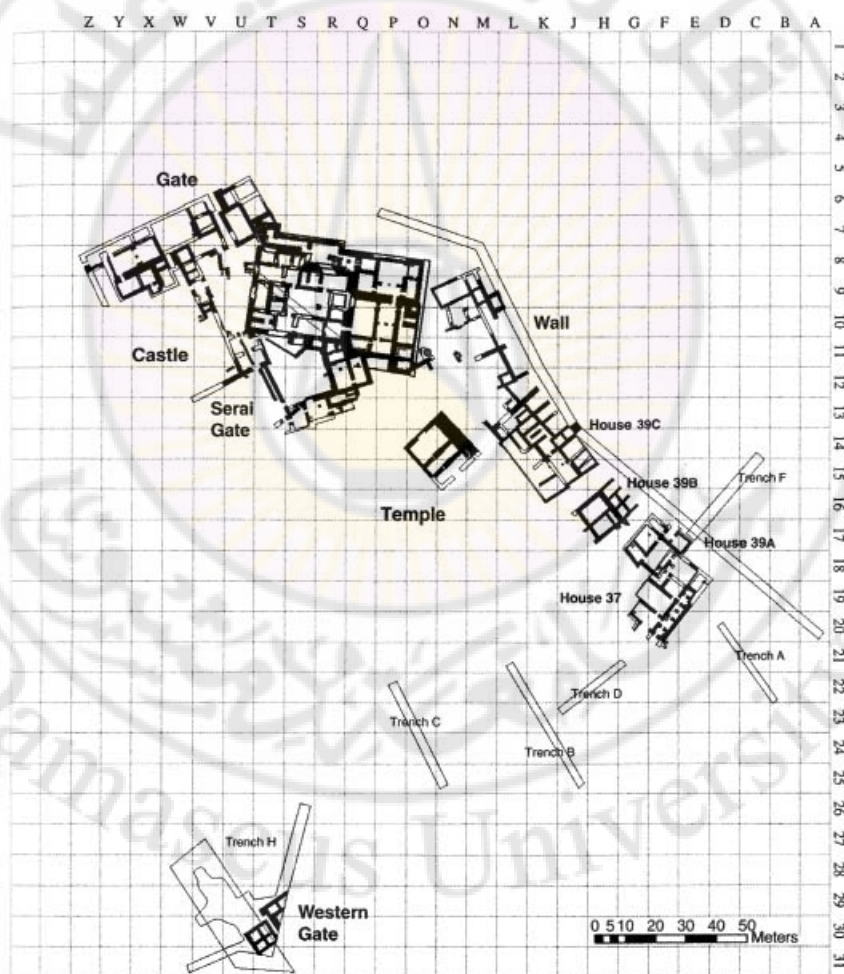 Z Y X W V U T S R Q P O N M L K J H G F E D C B A
1
2
3
4
5
6
7
8
9
10
11
12
13
14
15
16
17
18
19
20
21
22
23
24
25
26
27
28
29
30
31
Gate
Wall
Castle
Serai
Gate
House 39C
Temple
House 39B
Trench F
House 39A
House 37
Trench A
Trench D
Trench C
Trench B
Trench H
Western
Gate
0 5 10 20 30 40 50
Meters
Damascus University